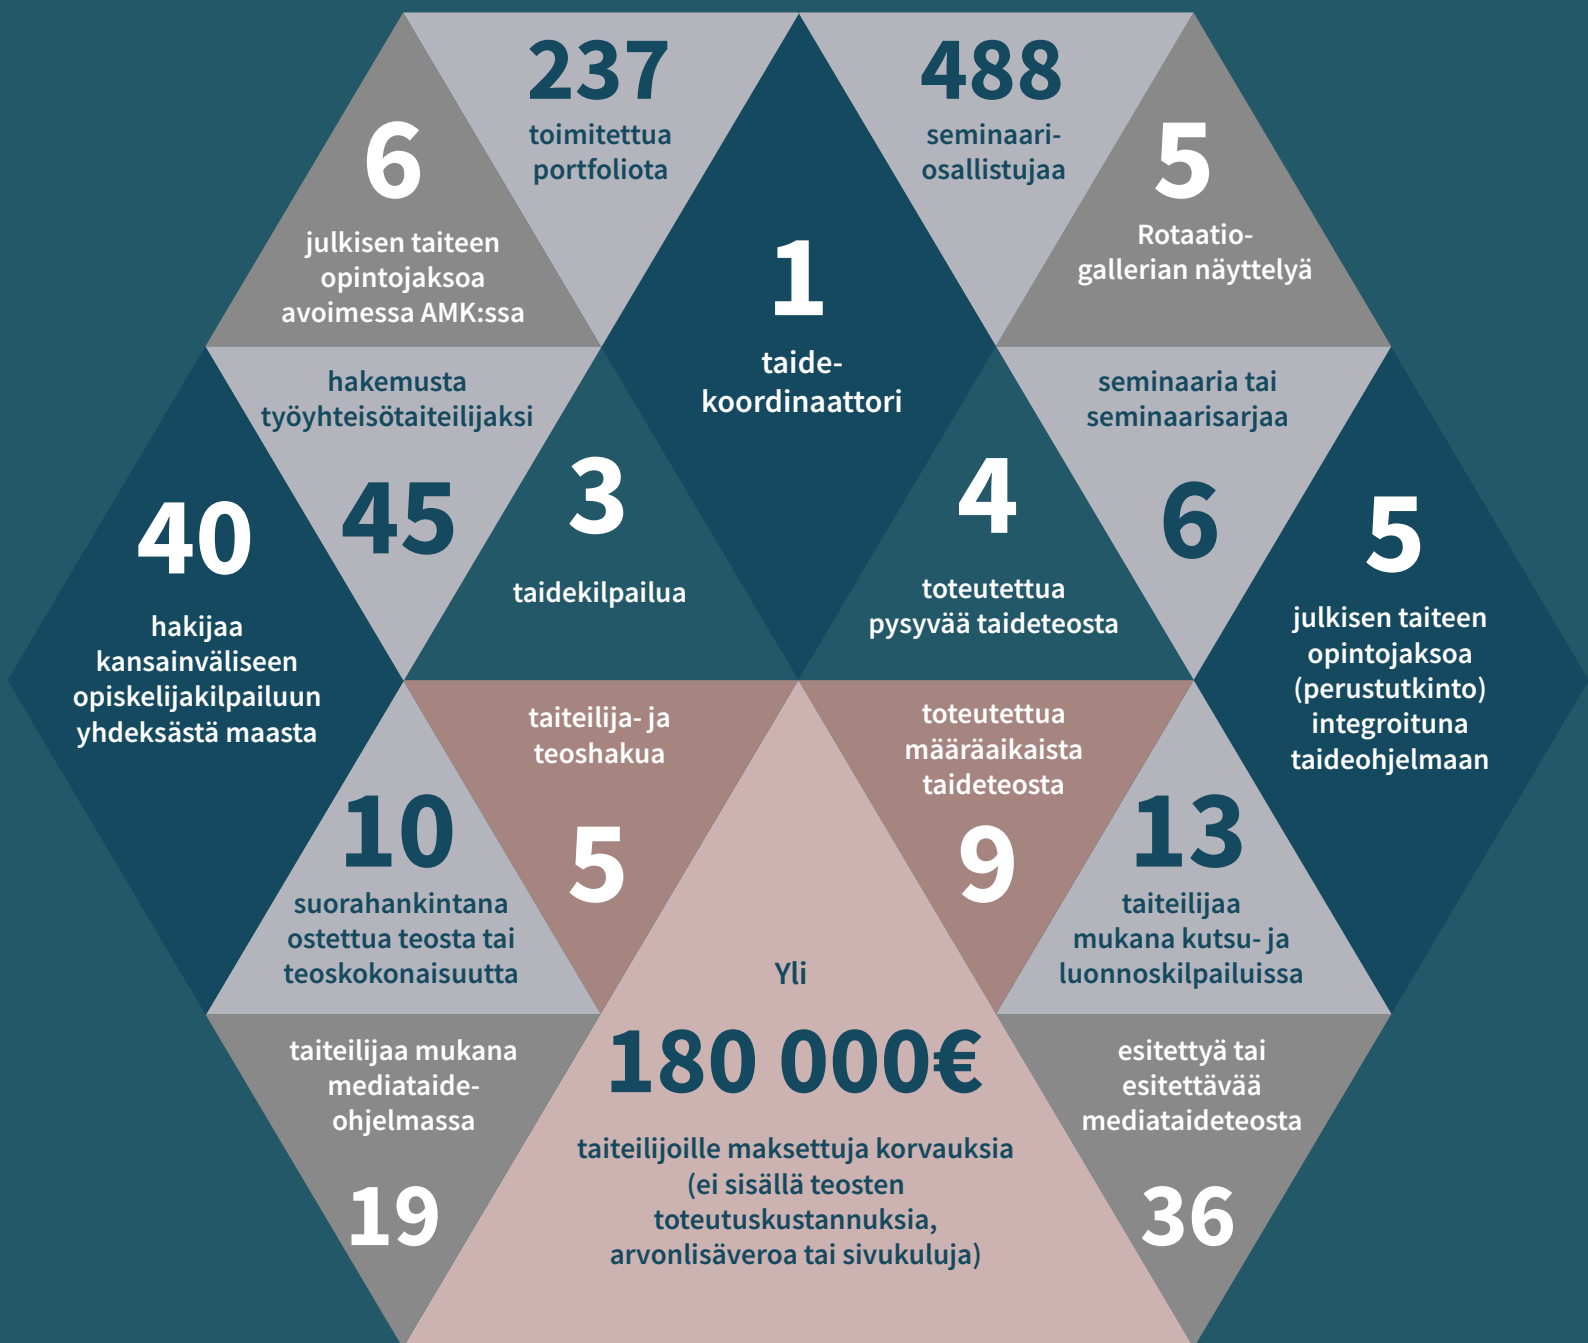 237
toimitettua
portfoliota
488
seminaari-
osallistujaa
6
julkisen taiteen
opintojaksoa
avoimessa AMK:ssa
5
Rotaatio-
gallerian näyttelyä
1
taide-
koordinaattori
hakemusta
työyhteisötaiteilijaksi
45
3
taidekilpailua
4
toteutettua
pysyvää taideteosta
seminaaria tai
seminaarisarjaa
6
40
hakijaa
kansainväliseen
opiskelijakilpailuun
yhdeksästä maasta
5
julkisen taiteen
opintojaksoa
(perustutkinto)
integroituna
taideohjelmaan
taiteilija- ja
teoshakua
5
toteutettua
määräaikaista
taideteosta
9
10
suorahankintana
ostettua teosta tai
teoskokonaisuutta
13
taiteilijaa
mukana kutsu- ja
luonnoskilpailuissa
taiteilijaa mukana
mediataide-
ohjelmassa
19
Yli
180 000€
taiteilijoille maksettuja korvauksia
(ei sisällä teosten
toteutuskustannuksia,
arvonlisäveroa tai sivukuluja)
esitettyä tai
esitettävää
mediataideteosta
36